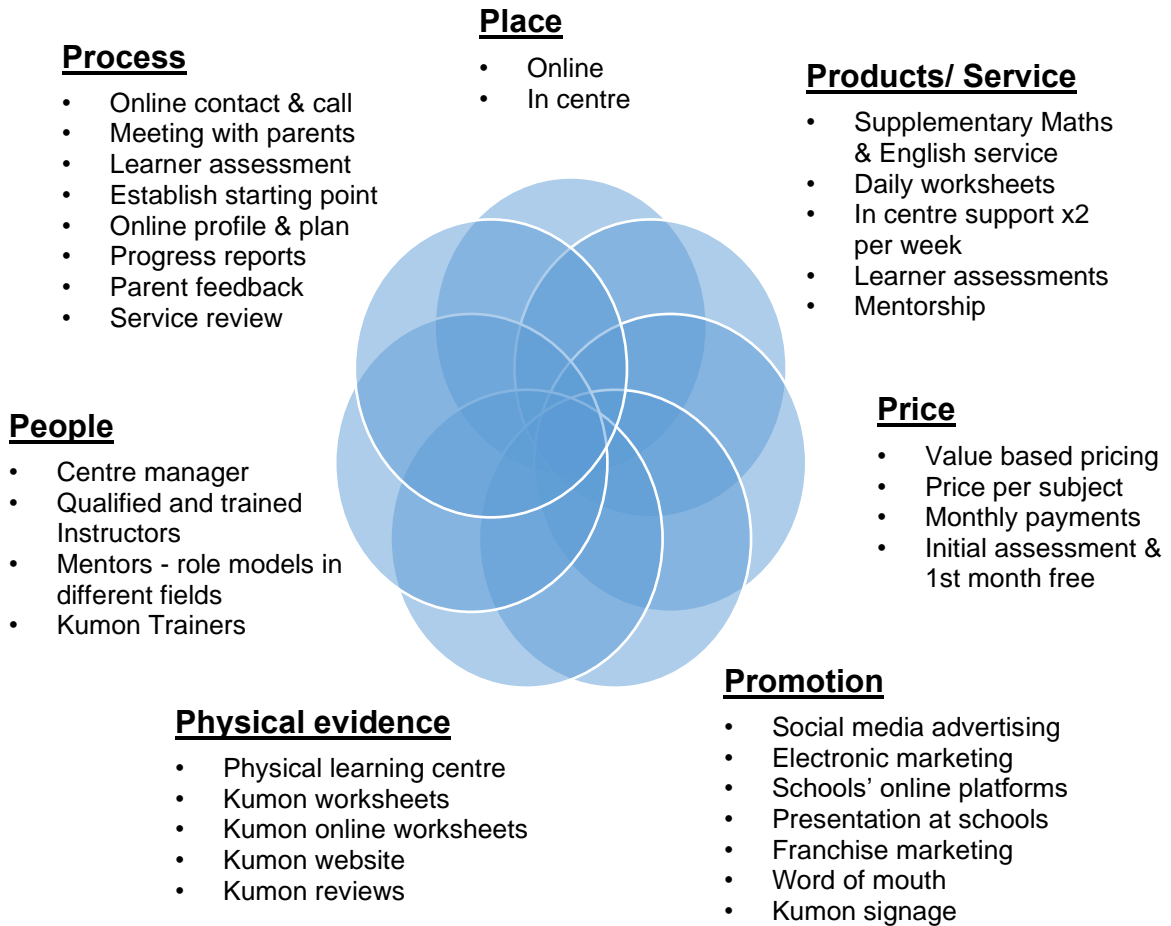 Place
• Online
• In centre
Process
• Online contact & call
• Meeting with parents
• Learner assessment
• Establish starting point
• Online profile & plan
• Progress reports
• Parent feedback
• Service review
Products/ Service
• Supplementary Maths
& English service
• Daily worksheets
• In centre support x2
per week
• Learner assessments
• Mentorship
People
• Centre manager
• Qualified and trained
Instructors
• Mentors - role models in
different fields
• Kumon Trainers
Price
• Value based pricing
• Price per subject
• Monthly payments
• Initial assessment &
1st month free
Physical evidence
• Physical learning centre
• Kumon worksheets
• Kumon online worksheets
• Kumon website
• Kumon reviews
Promotion
• Social media advertising
• Electronic marketing
• Schools’ online platforms
• Presentation at schools
• Franchise marketing
• Word of mouth
• Kumon signage